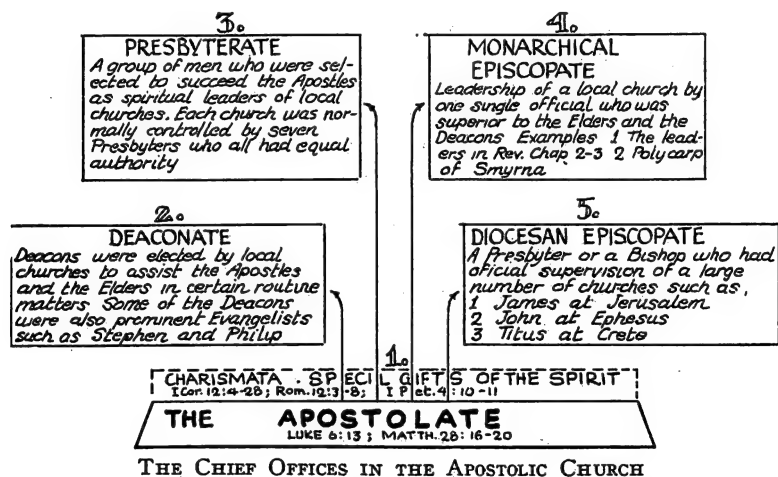 3.
PRESBYTERATE
A group of men who were sel-
ected to succeed the Apostles
as spiritual leaders of local
churches. Each church was nor-
mally controlled by seven
Presbyters who all had equal
authority
4.
MONARCHICAL
EPISCOPATE
Leadership of a local church by
one single official who was
superior to the Elders and the
Deacons Examples 1 The lead-
ers in Rev. Chap 2-3 2 Polycarp
of Smyrna
2.
DEACONATE
Deacons were elected by local
churches to assist the Apostles
and the Elders in certain routine
matters Some of the Deacons
were also prominent Evangelists
such as Stephen and Philip
5.
DIOCESAN EPISCOPATE
A Presbyter or a Bishop who had
oficial supervision of a large
number of churches such as,
1 James at Jerusalem
2 John at Ephesus
3 Titus at Crete
1.
CHARISMATA . SPECIL GIFTS OF THE SPIRIT
I Cor. 12:4-28; Rom. 12:3-8; I Pet. 4:10-11
THE APOSTOLATE
LUKE 6:13; MATTH. 28:16-20
THE CHIEF OFFICES IN THE APOSTOLIC CHURCH